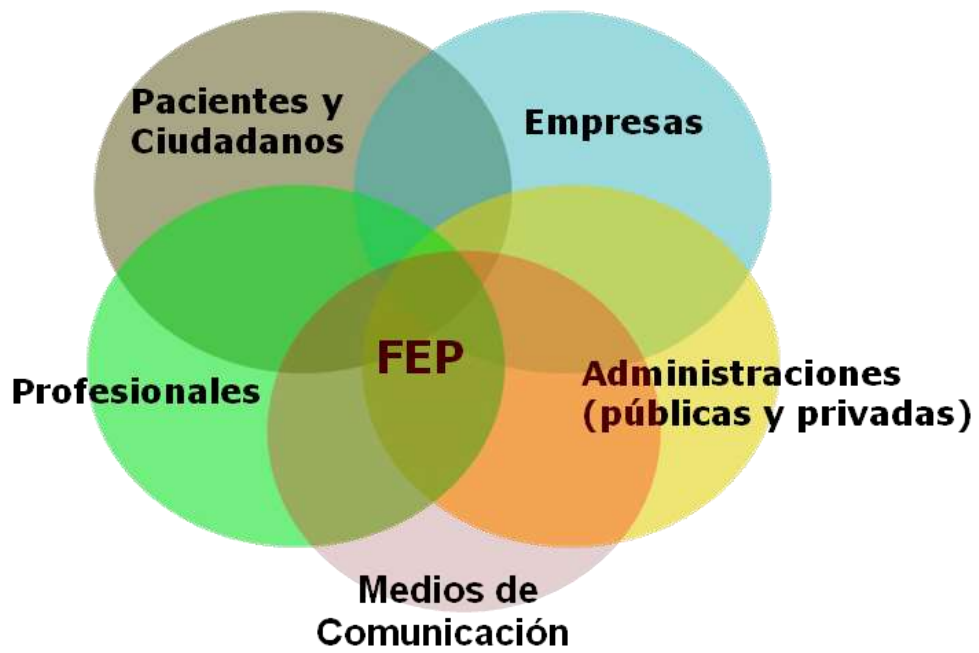 Pacientes y
Ciudadanos
Empresas
FEP
Profesionales
Administraciones
(públicas y privadas)
Medios de
Comunicación